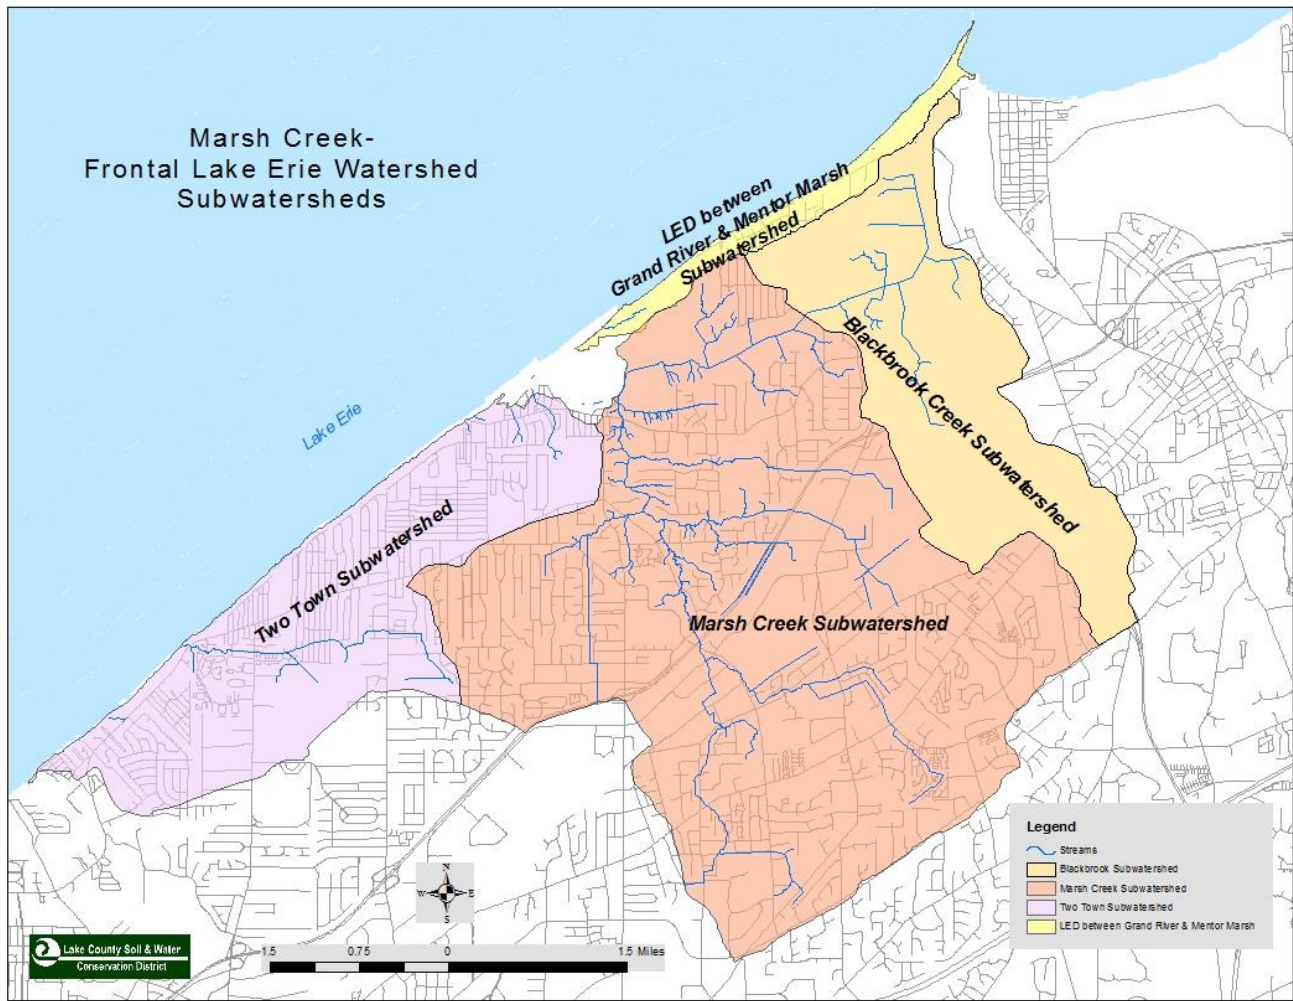 Marsh Creek-
Frontal Lake Erie Watershed
Subwatersheds
LED between
Grand River & Mentor Marsh
Subwatershed
Blackbrook Creek Subwatershed
Lake Erie
Two Town Subwatershed
Marsh Creek Subwatershed
Legend
Streams
Blackbrook Subwatershed
Marsh Creek Subwatershed
Two Town Subwatershed
LED between Grand River & Mentor Marsh
N
W E
S
Lake County Soil & Water
Conservation District
1.5 0.75 0 1.5 Miles